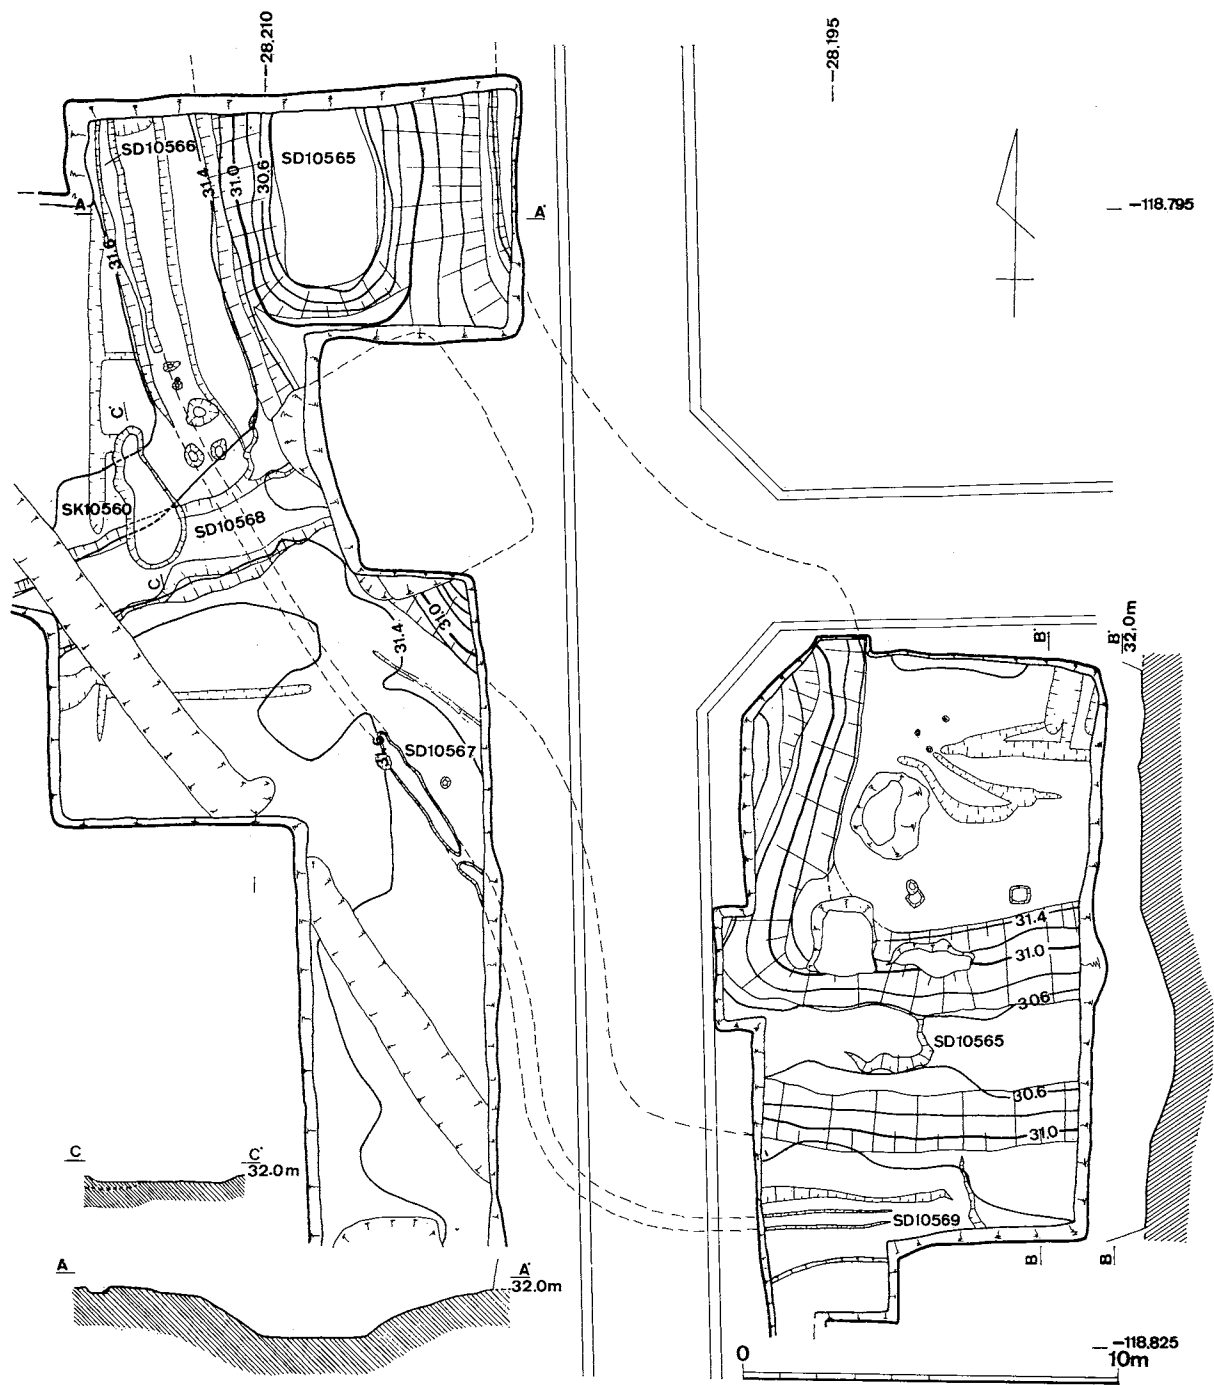 -28.210
-28.195
SD10566
SD10565
31.4
31.0
30.6
A
A'
-118.795
31.6
C'
SK10560
SD10568
C
31.0
31.4
B'
B'
32.0m
31.6
SD10567
31.4
31.0
30.6
SD10565
30.6
31.0
C
C'
32.0m
SD10569
A
A'
32.0m
B
B
-118.825
0
10m